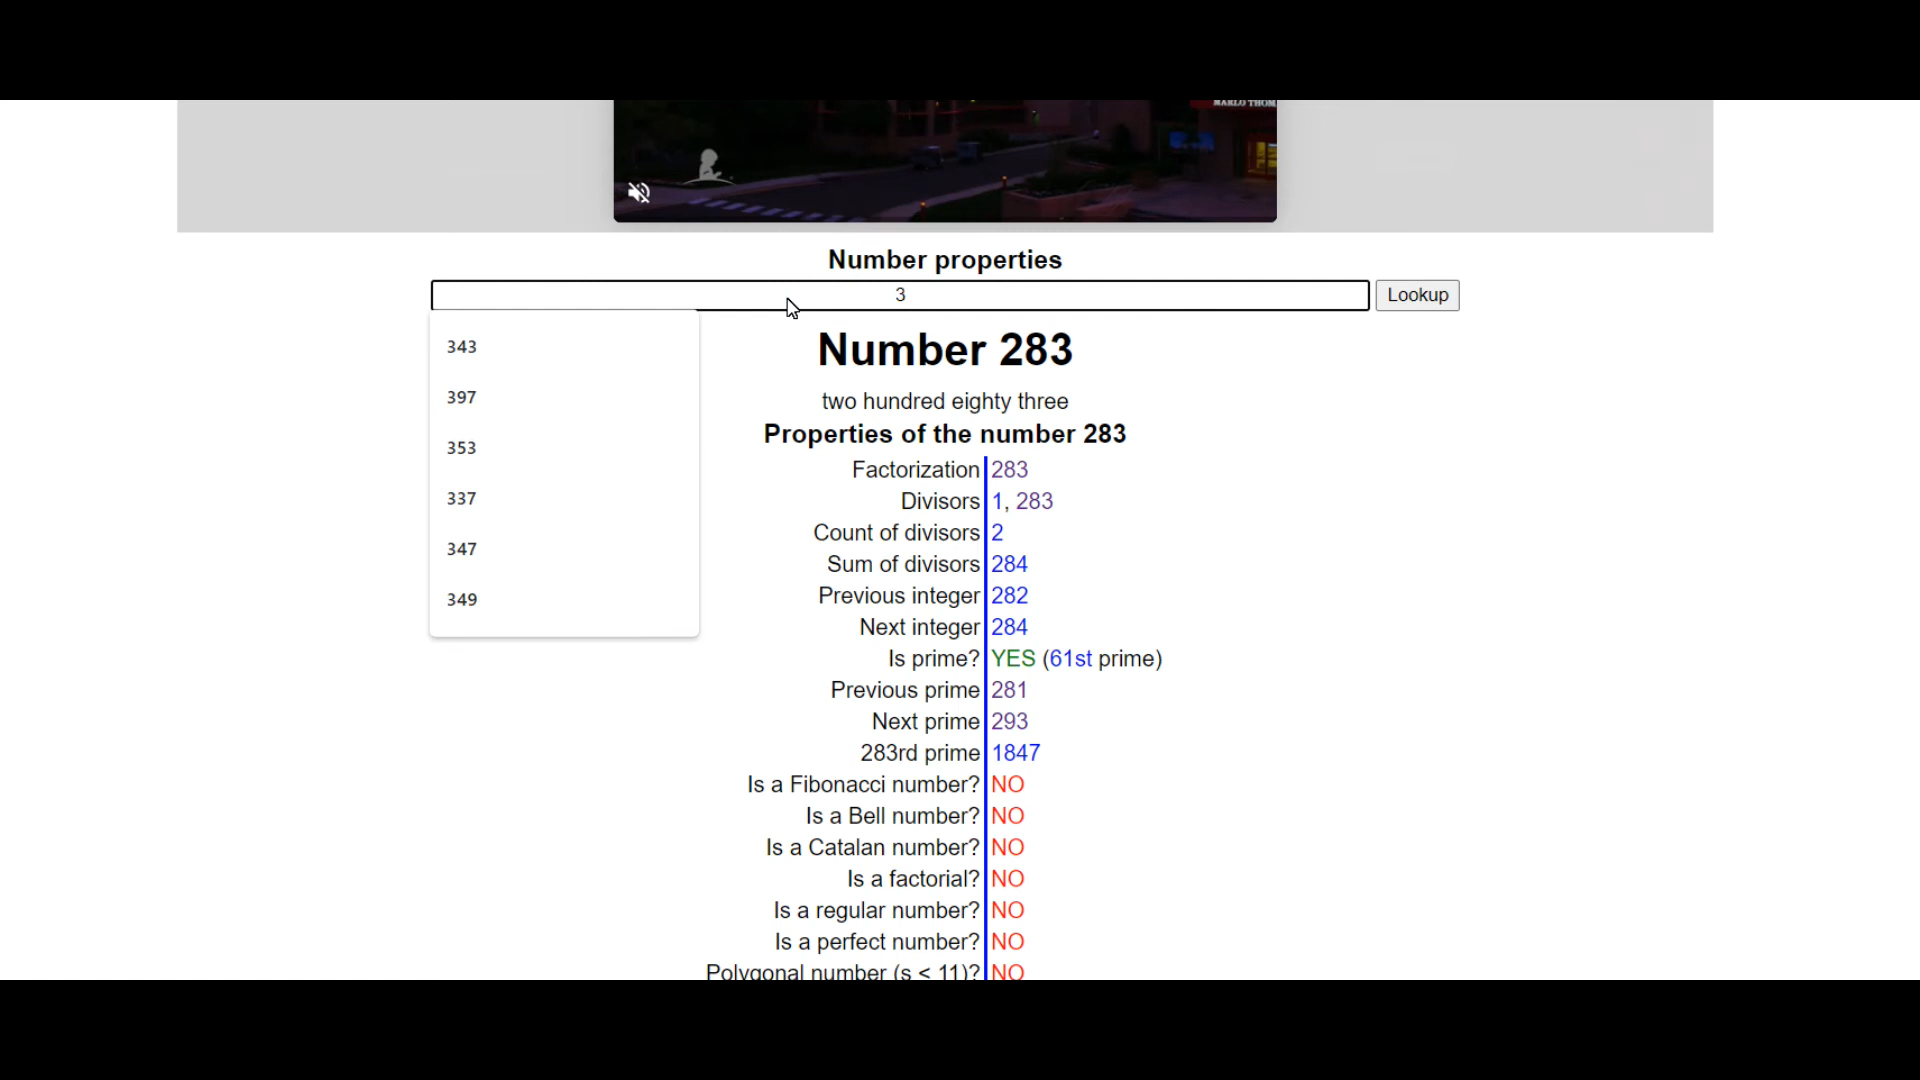 MARLO THOM
Number properties
3
Lookup
343
397
353
337
347
349
Number 283
two hundred eighty three
Properties of the number 283
Factorization 283
Divisors 1, 283
Count of divisors 2
Sum of divisors 284
Previous integer 282
Next integer 284
Is prime? YES (61st prime)
Previous prime 281
Next prime 293
283rd prime 1847
Is a Fibonacci number? NO
Is a Bell number? NO
Is a Catalan number? NO
Is a factorial? NO
Is a regular number? NO
Is a perfect number? NO
Polygonal number (s < 11)? NO